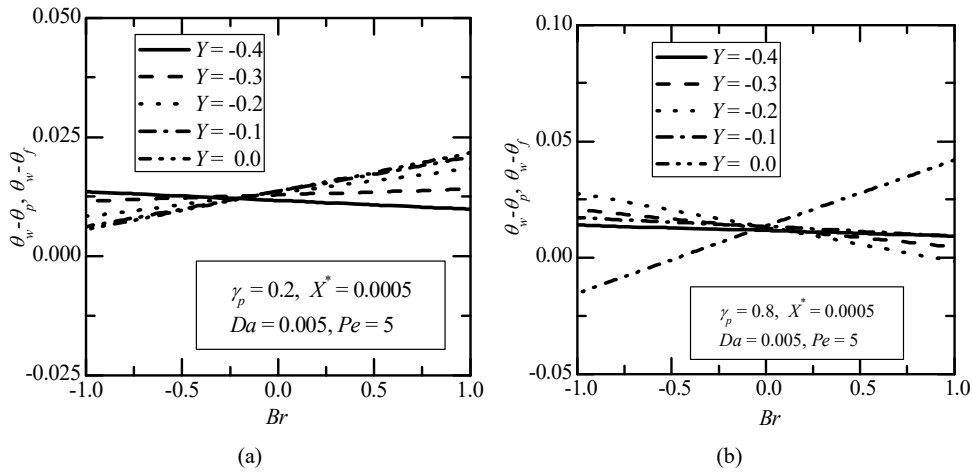 0.050
0.025
0.000
-0.025
θw-θp, θw-θf
Y = -0.4
Y = -0.3
Y = -0.2
Y = -0.1
Y = 0.0
γp = 0.2, X* = 0.0005
Da = 0.005, Pe = 5
-1.0 -0.5 0.0 0.5 1.0
Br
(a)
0.10
0.05
0.00
-0.05
θw-θp, θw-θf
Y = -0.4
Y = -0.3
Y = -0.2
Y = -0.1
Y = 0.0
γp = 0.8, X* = 0.0005
Da = 0.005, Pe = 5
-1.0 -0.5 0.0 0.5 1.0
Br
(b)